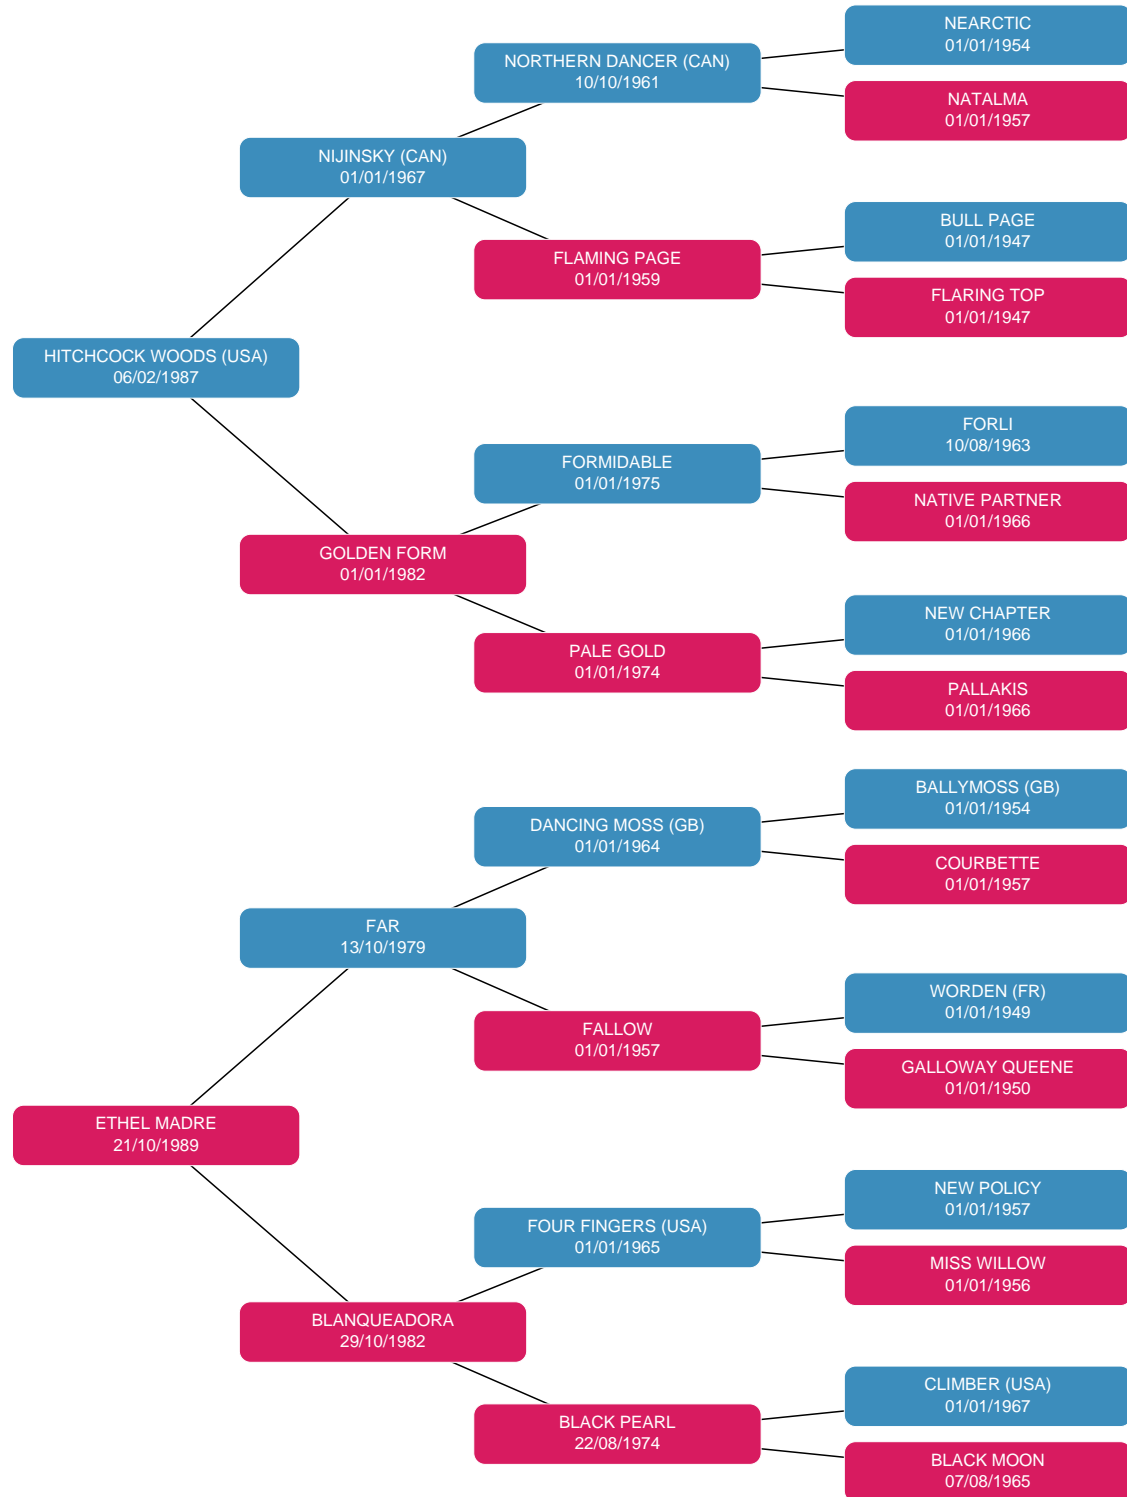 NEARCTIC
01/01/1954
NORTHERN DANCER (CAN)
10/10/1961
NATALMA
01/01/1957
NIJINSKY (CAN)
01/01/1967
BULL PAGE
01/01/1947
FLAMING PAGE
01/01/1959
FLARING TOP
01/01/1947
HITCHCOCK WOODS (USA)
06/02/1987
FORLI
10/08/1963
FORMIDABLE
01/01/1975
NATIVE PARTNER
01/01/1966
GOLDEN FORM
01/01/1982
NEW CHAPTER
01/01/1966
PALE GOLD
01/01/1974
PALLAKIS
01/01/1966
BALLYMOSS (GB)
01/01/1954
DANCING MOSS (GB)
01/01/1964
COURBETTE
01/01/1957
FAR
13/10/1979
WORDEN (FR)
01/01/1949
FALLOW
01/01/1957
GALLOWAY QUEENE
01/01/1950
ETHEL MADRE
21/10/1989
NEW POLICY
01/01/1957
FOUR FINGERS (USA)
01/01/1965
MISS WILLOW
01/01/1956
BLANQUEADORA
29/10/1982
CLIMBER (USA)
01/01/1967
BLACK PEARL
22/08/1974
BLACK MOON
07/08/1965